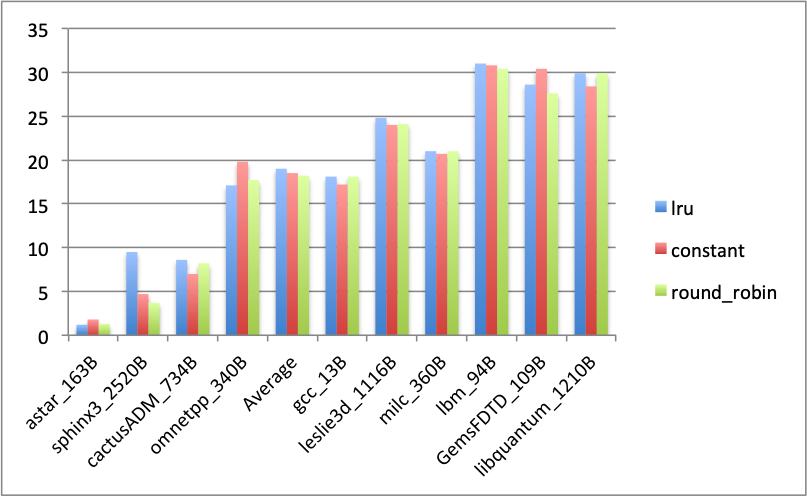 35
30
25
20
15
10
5
0
astar_163B
sphinx3_2520B
cactusADM_734B
omnetpp_340B
Average
gcc_13B
leslie3d_1116B
milc_360B
lbm_94B
GemsFDTD_109B
libquantum_1210B
lru
constant
round_robin